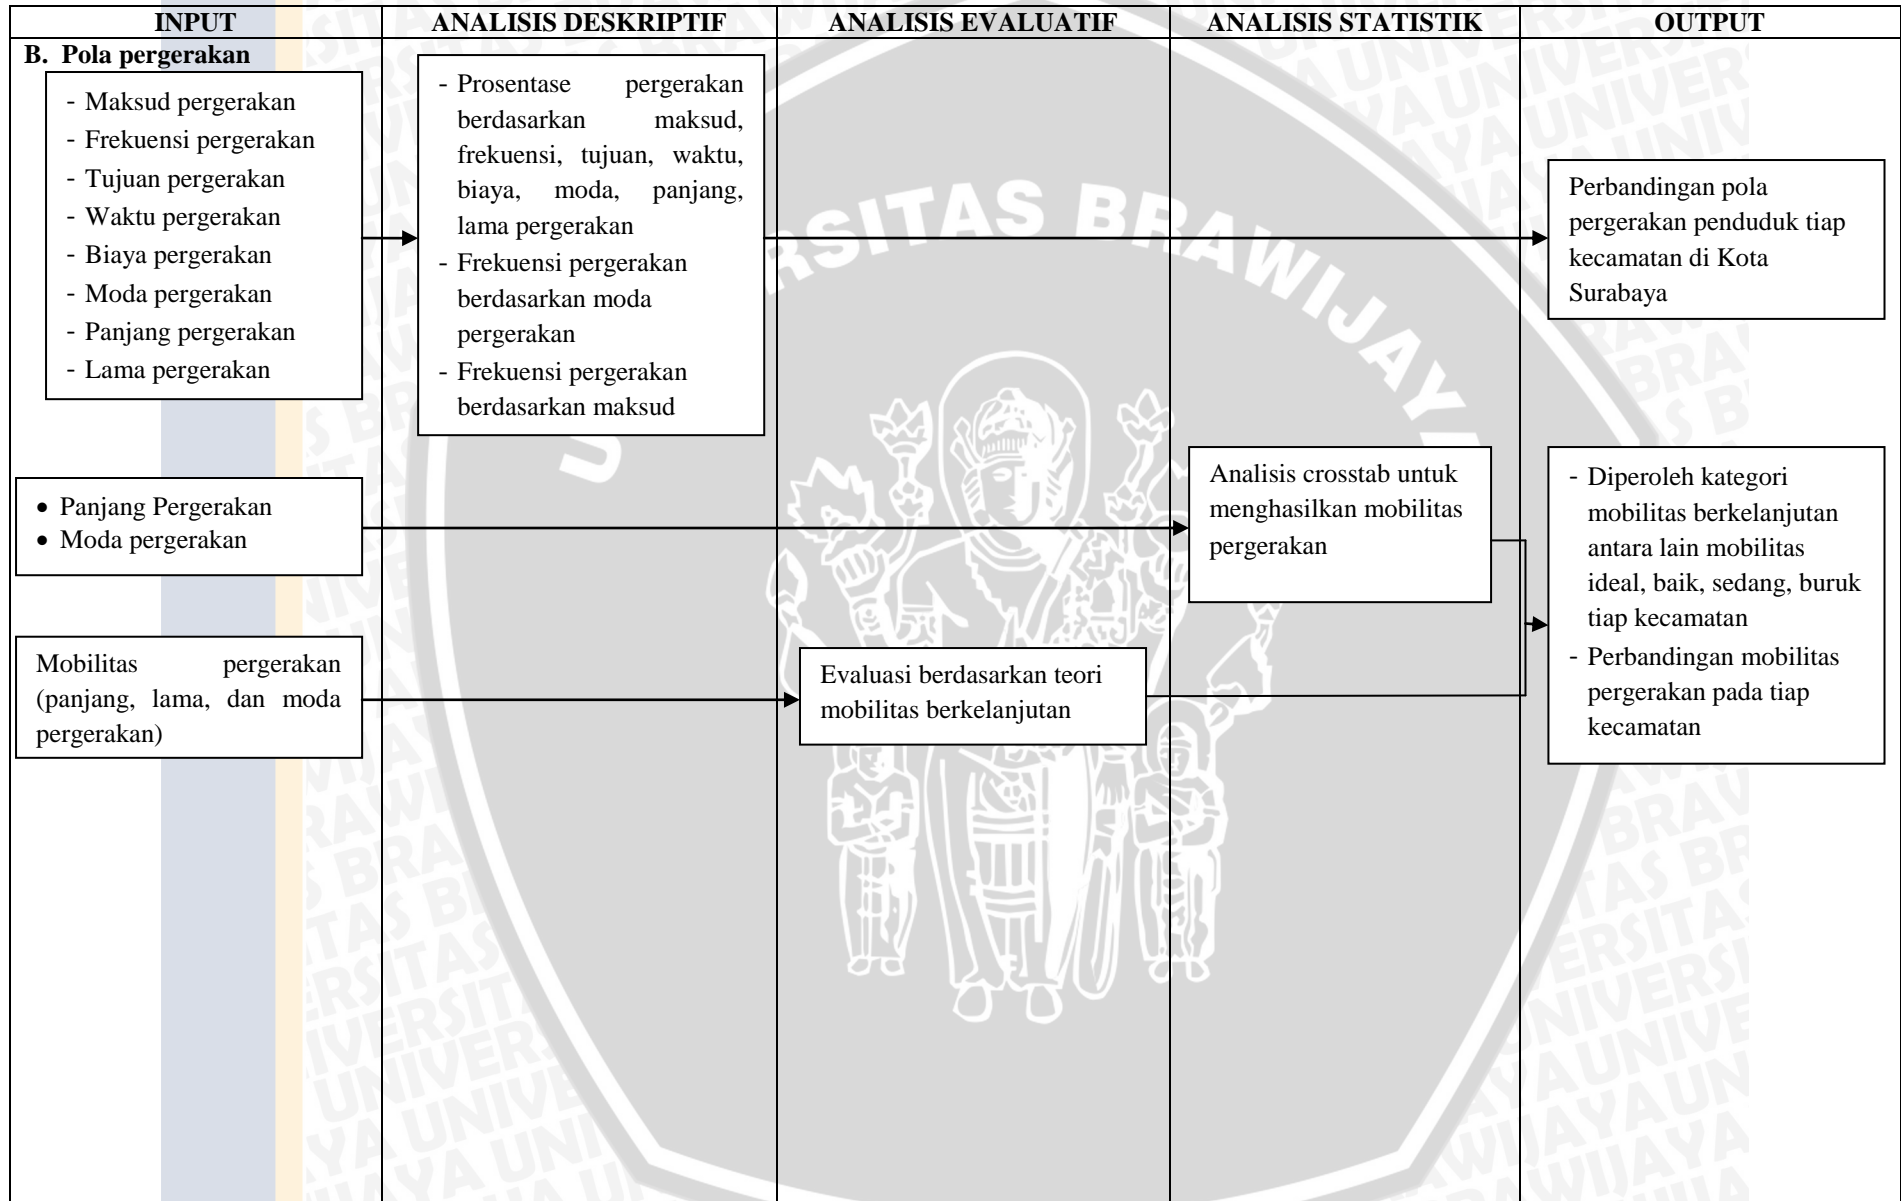 INPUT
ANALISIS DESKRIPTIF
ANALISIS EVALUATIF
ANALISIS STATISTIK
OUTPUT
B. Pola pergerakan
- Maksud pergerakan
- Frekuensi pergerakan
- Tujuan pergerakan
- Waktu pergerakan
- Biaya pergerakan
- Moda pergerakan
- Panjang pergerakan
- Lama pergerakan
- Prosentase pergerakan
berdasarkan maksud,
frekuensi, tujuan, waktu,
biaya, moda, panjang,
lama pergerakan
- Frekuensi pergerakan
berdasarkan moda
pergerakan
- Frekuensi pergerakan
berdasarkan maksud
Perbandingan pola
pergerakan penduduk tiap
kecamatan di Kota
Surabaya
• Panjang Pergerakan
• Moda pergerakan
Analisis crosstab untuk
menghasilkan mobilitas
pergerakan
- Diperoleh kategori
mobilitas berkelanjutan
antara lain mobilitas
ideal, baik, sedang, buruk
tiap kecamatan
- Perbandingan mobilitas
pergerakan pada tiap
kecamatan
Mobilitas pergerakan
(panjang, lama, dan moda
pergerakan)
Evaluasi berdasarkan teori
mobilitas berkelanjutan